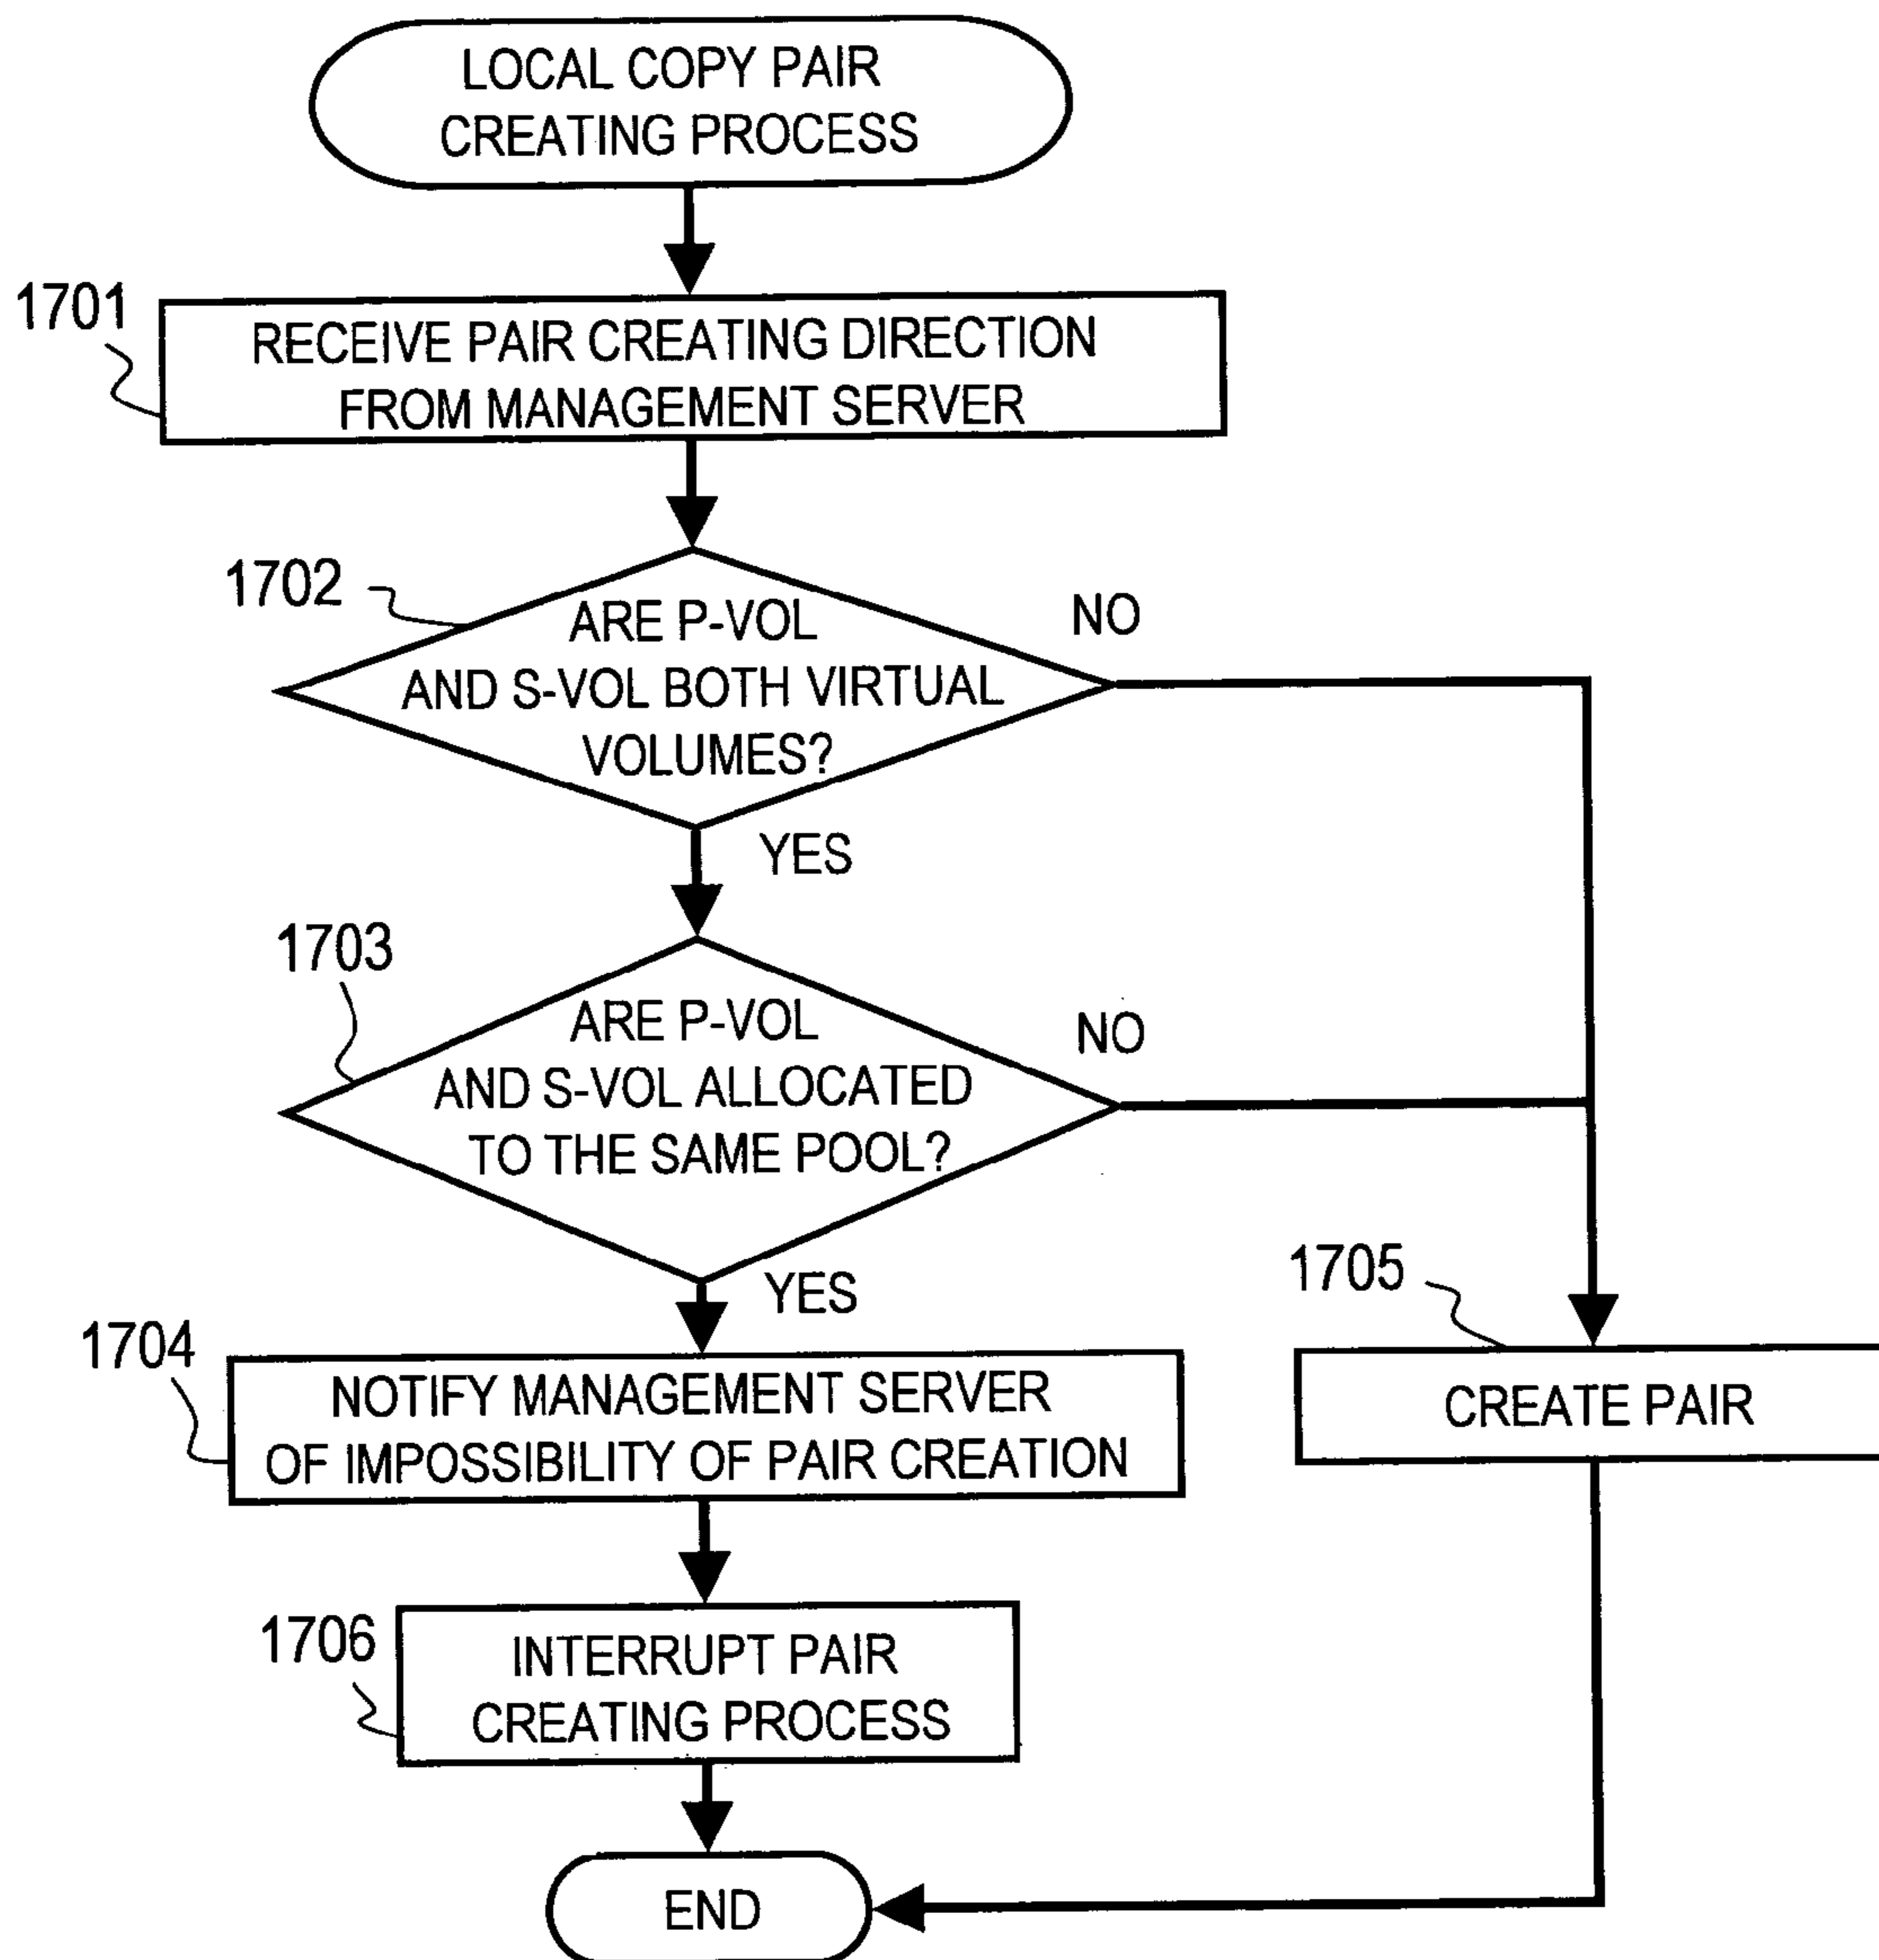 LOCAL COPY PAIR
CREATING PROCESS
1701
RECEIVE PAIR CREATING DIRECTION
FROM MANAGEMENT SERVER
1702
ARE P-VOL
AND S-VOL BOTH VIRTUAL
VOLUMES?
NO
YES
1703
ARE P-VOL
AND S-VOL ALLOCATED
TO THE SAME POOL?
NO
YES
1704
NOTIFY MANAGEMENT SERVER
OF IMPOSSIBILITY OF PAIR CREATION
1705
CREATE PAIR
1706
INTERRUPT PAIR
CREATING PROCESS
END